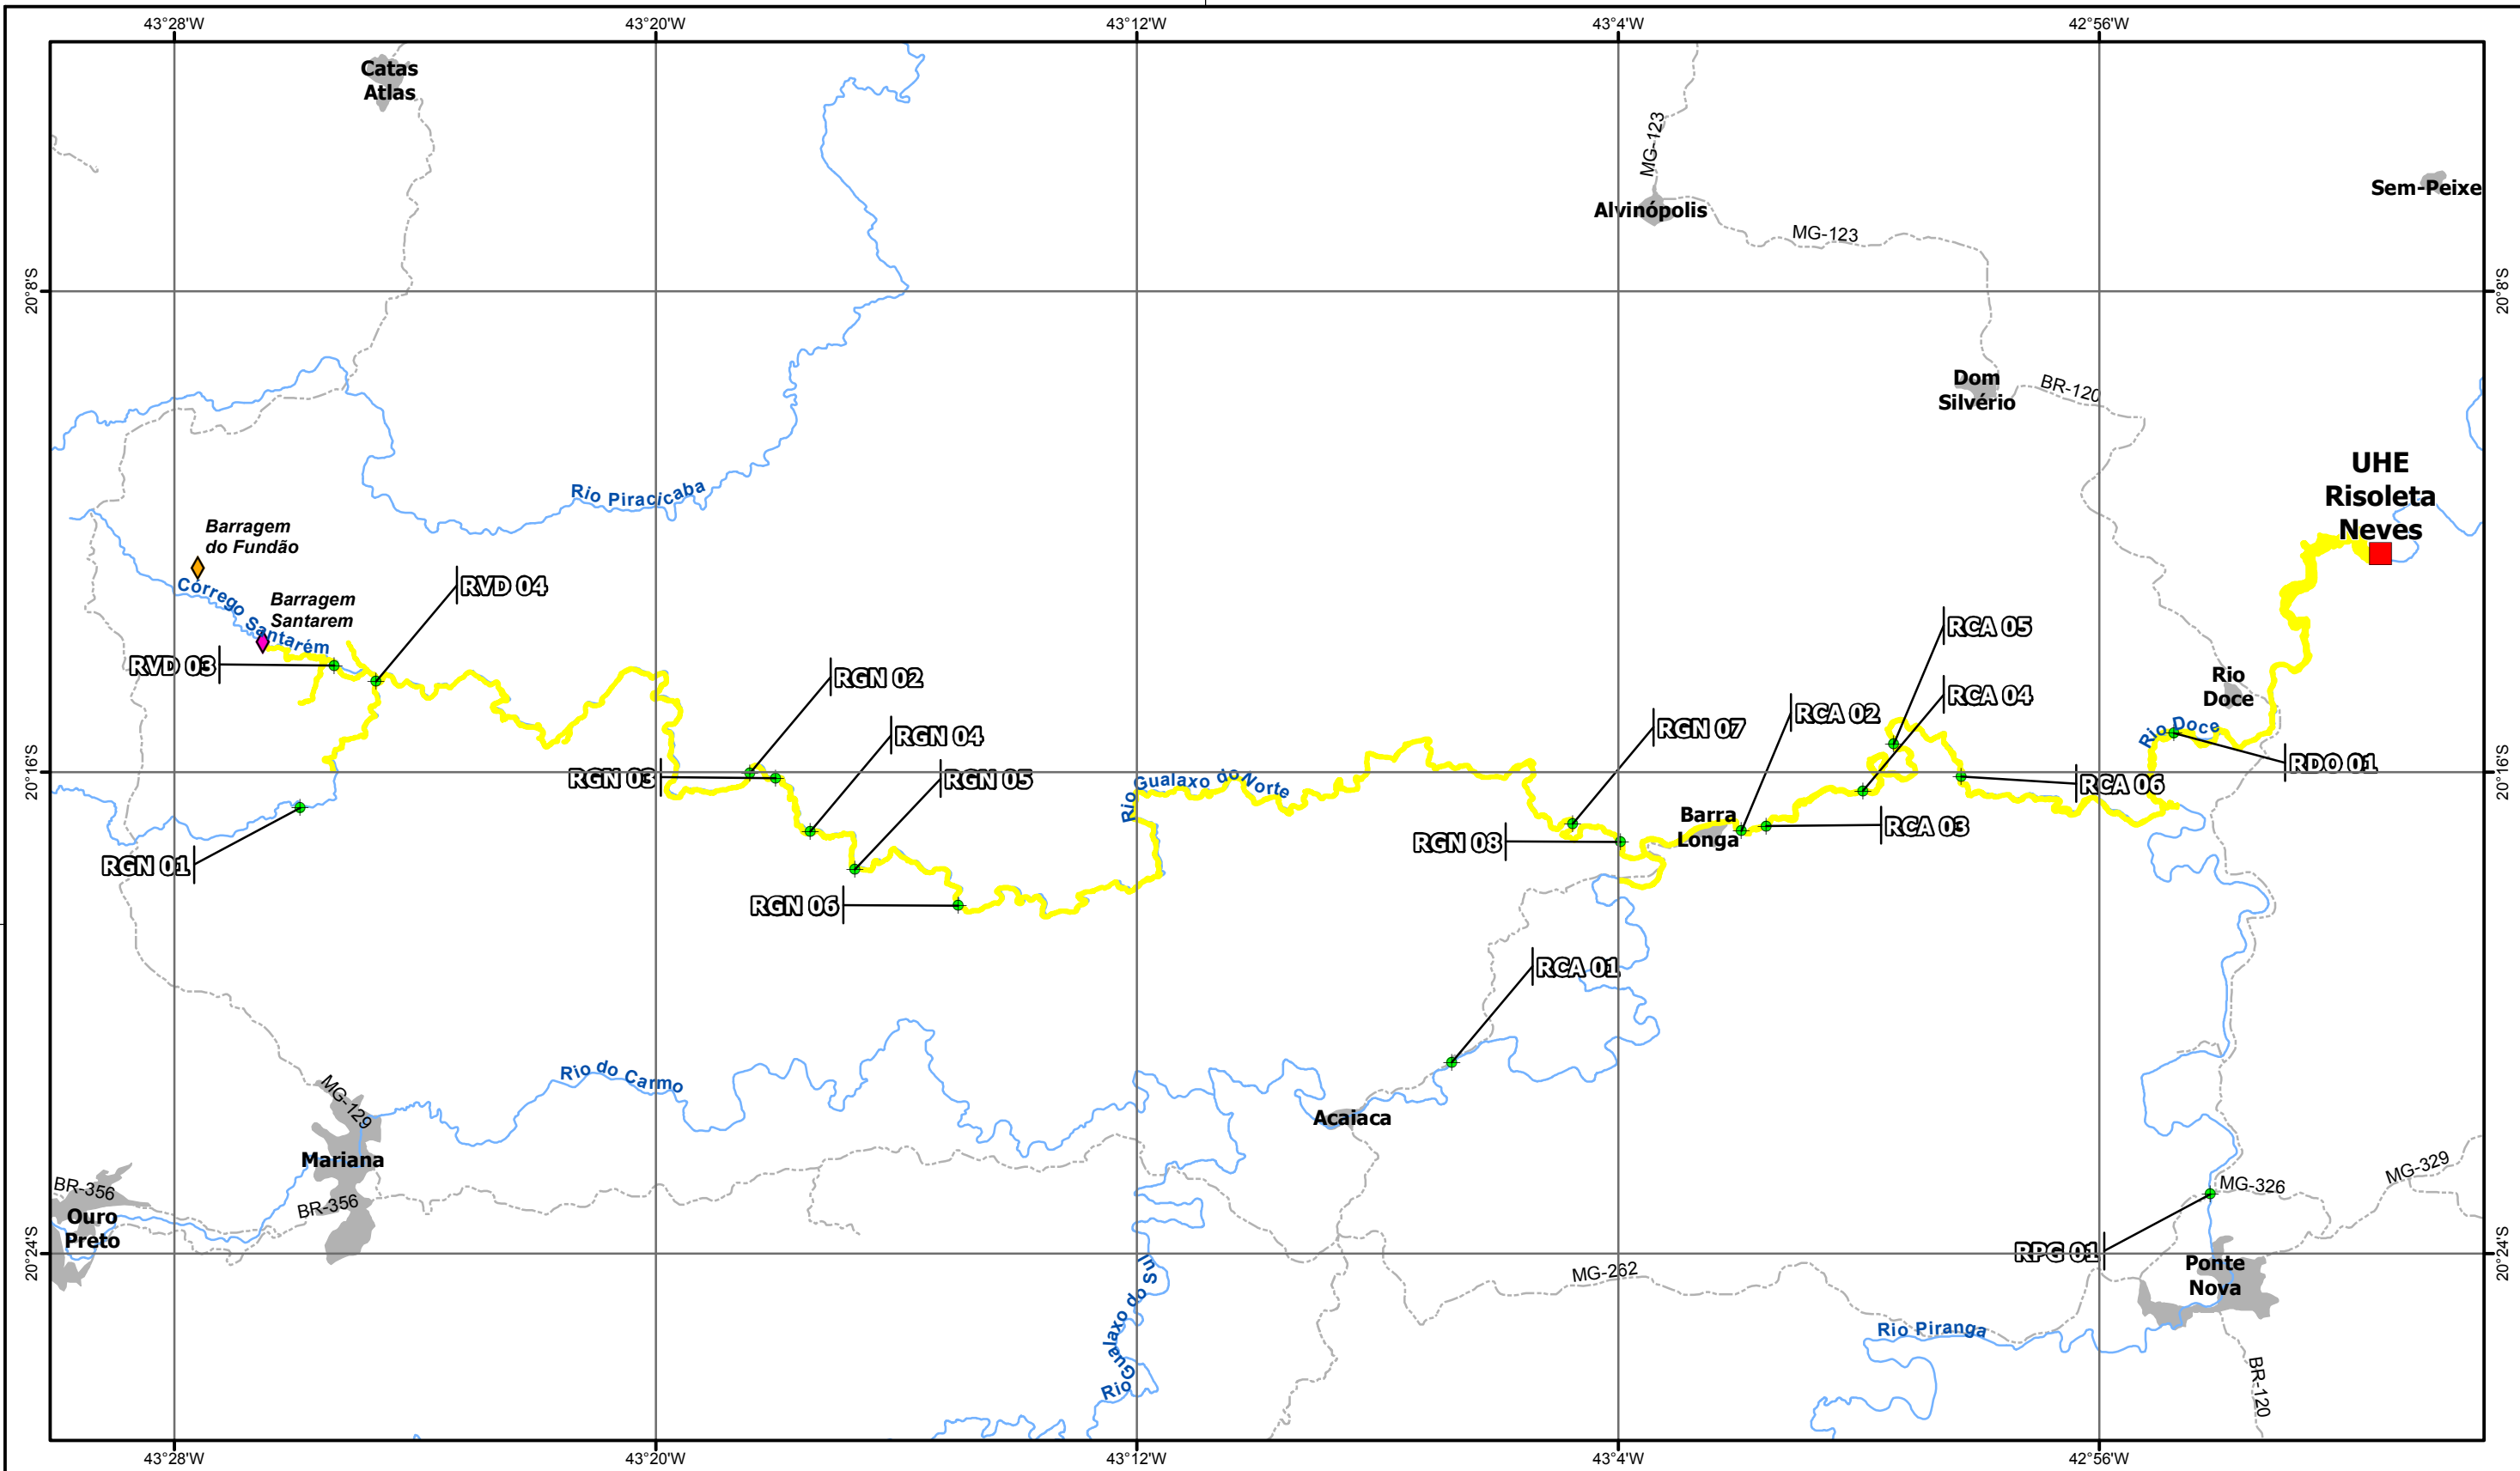 43°28'W
43°20'W
43°12'W
43°4'W
42°56'W
Catas
Atlas
MG-123
Sem-Peixe
Alvinópolis
MG-123
20°8'S
20°8'S
Dom
Silvério
BR-120
UHE
Risoleta
Neves
Rio Piracicaba
Barragem
do Fundão
Córrego Santarém
Barragem
Santarem
RVD 04
RVD 03
RCA 05
RGN 02
RCA 04
Rio
Doce
RCA 02
RGN 07
Rio Doce
RGN 04
RGN 03
RGN 05
Rio Gualaxo do Norte
RDO 01
RCA 06
20°16'S
20°16'S
Barra
Longa
RCA 03
RGN 08
RGN 01
RGN 06
RCA 01
Rio do Carmo
MG-129
Acaiaca
Mariana
BR-356
BR-356
Ouro
Preto
MG-329
MG-326
RPG 01
20°24'S
20°24'S
Ponte
Nova
MG-262
Rio Gualaxo do Sul
Rio Piranga
BR-120
43°28'W
43°20'W
43°12'W
43°4'W
42°56'W